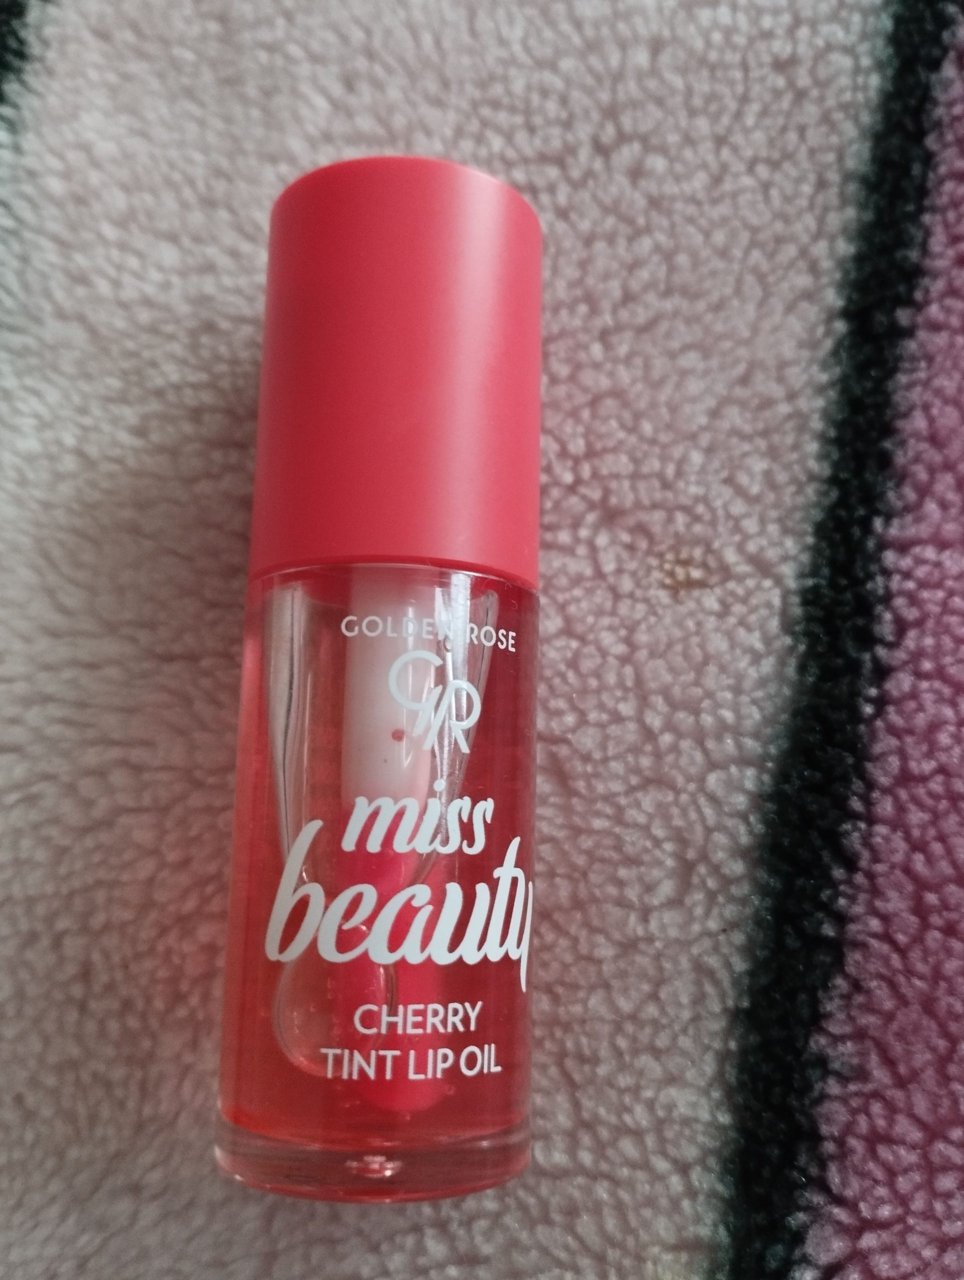 GOLDEN ROSE
GR
miss
beauty
CHERRY
TINT LIP OIL